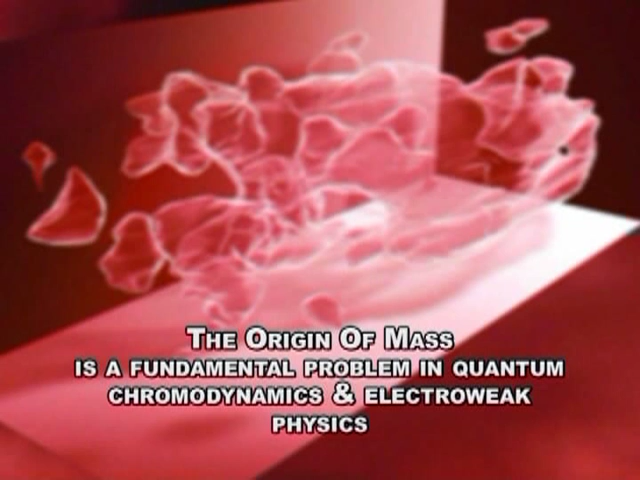 The Origin Of Mass
is a fundamental problem in quantum
chromodynamics & electroweak
physics